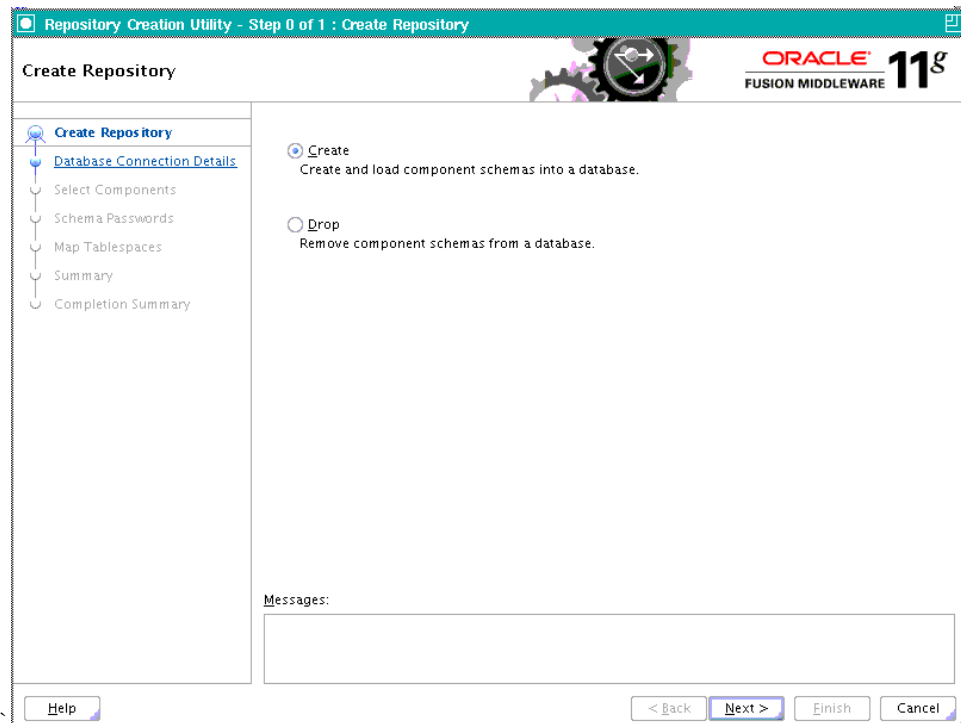 Repository Creation Utility - Step 0 of 1 : Create Repository
Create Repository
ORACLE
FUSION MIDDLEWARE
11g
Create Repository
Database Connection Details
Select Components
Schema Passwords
Map Tablespaces
Summary
Completion Summary
Create
Create and load component schemas into a database.
Drop
Remove component schemas from a database.
Messages:
Help
< Back
Next >
Finish
Cancel